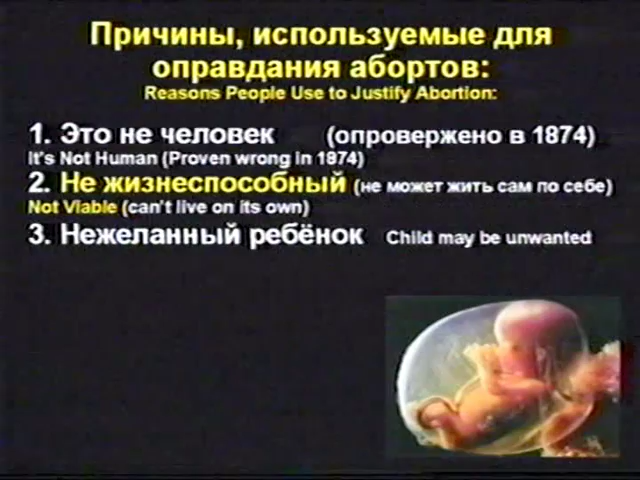 Причины, используемые для
оправдания абортов:
Reasons People Use to Justify Abortion:
1. Это не человек (опровержено в 1874)
It's Not Human (Proven wrong in 1874)
2. Не жизнеспособный (не может жить сам по себе)
Not Viable (can't live on its own)
3. Нежеланный ребёнок Child may be unwanted